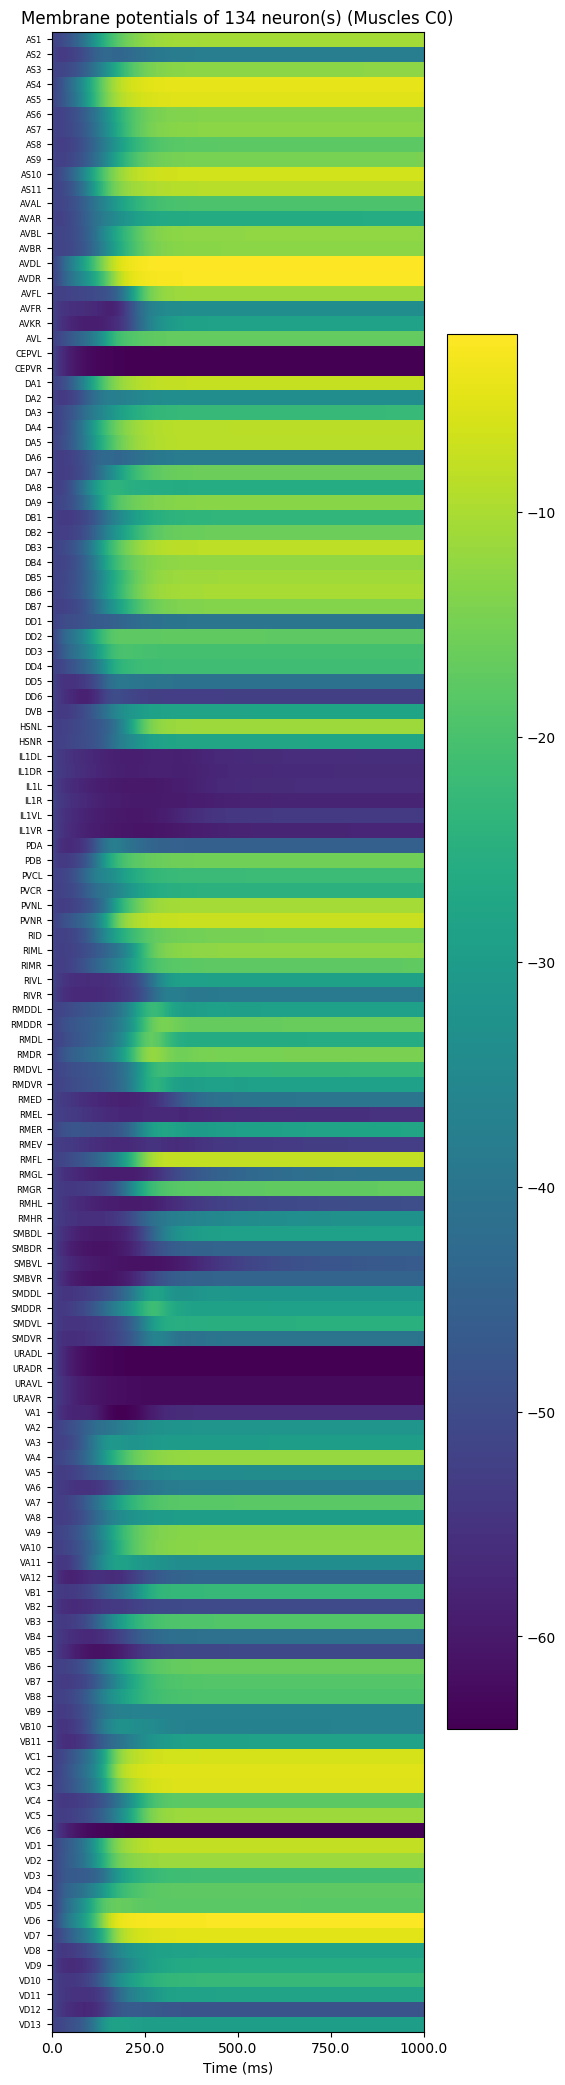 Membrane potentials of 134 neuron(s) (Muscles C0)
AS1
AS2
AS3
AS4
AS5
AS6
AS7
AS8
AS9
AS10
AS11
AVAL
AVAR
AVBL
AVBR
AVDL
AVDR
AVFL
AVFR
AVKR
AVL
CEPVL
CEPVR
DA1
DA2
DA3
DA4
DA5
DA6
DA7
DA8
DA9
DB1
DB2
DB3
DB4
DB5
DB6
DB7
DD1
DD2
DD3
DD4
DD5
DD6
DVB
HSNL
HSNR
IL1DL
IL1DR
IL1L
IL1R
IL1VL
IL1VR
PDA
PDB
PVCL
PVCR
PVNL
PVNR
RID
RIML
RIMR
RIVL
RIVR
RMDDL
RMDDR
RMDL
RMDR
RMDVL
RMDVR
RMED
RMEL
RMER
RMEV
RMFL
RMGL
RMGR
RMHL
RMHR
SMBDL
SMBDR
SMBVL
SMBVR
SMDDL
SMDDR
SMDVL
SMDVR
URADL
URADR
URAVL
URAVR
VA1
VA2
VA3
VA4
VA5
VA6
VA7
VA8
VA9
VA10
VA11
VA12
VB1
VB2
VB3
VB4
VB5
VB6
VB7
VB8
VB9
VB10
VB11
VC1
VC2
VC3
VC4
VC5
VC6
VD1
VD2
VD3
VD4
VD5
VD6
VD7
VD8
VD9
VD10
VD11
VD12
VD13
0.0 250.0 500.0 750.0 1000.0
Time (ms)
−10
−20
−30
−40
−50
−60